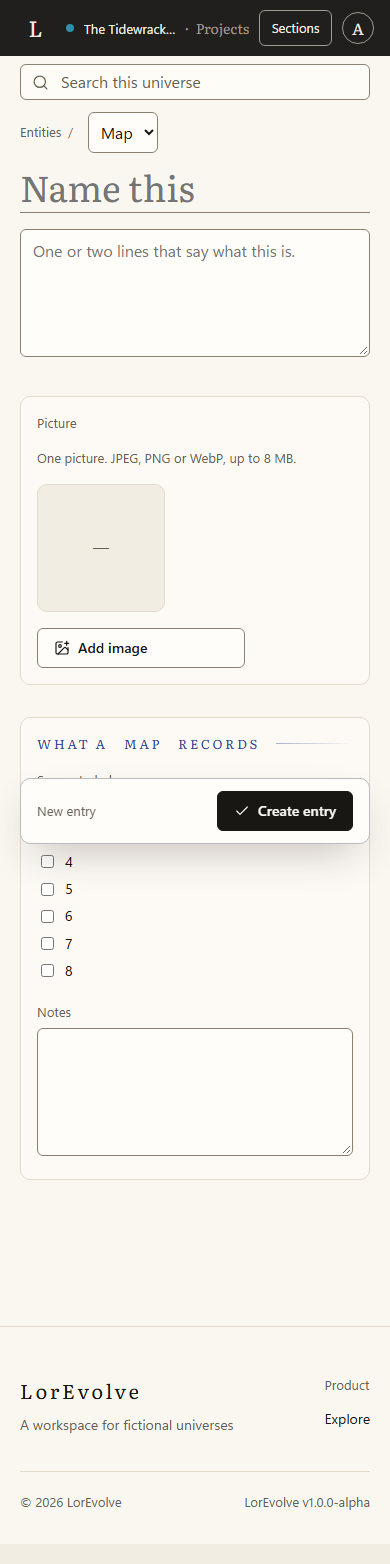 L The Tidewrack... · Projects Sections A
Search this universe
Entities / Map
Name this
One or two lines that say what this is.
Picture
One picture. JPEG, PNG or WebP, up to 8 MB.
—
Add image
WHAT A MAP RECORDS
New entry Create entry
4
5
6
7
8
Notes
LorEvolve Product
A workspace for fictional universes Explore
© 2026 LorEvolve LorEvolve v1.0.0-alpha